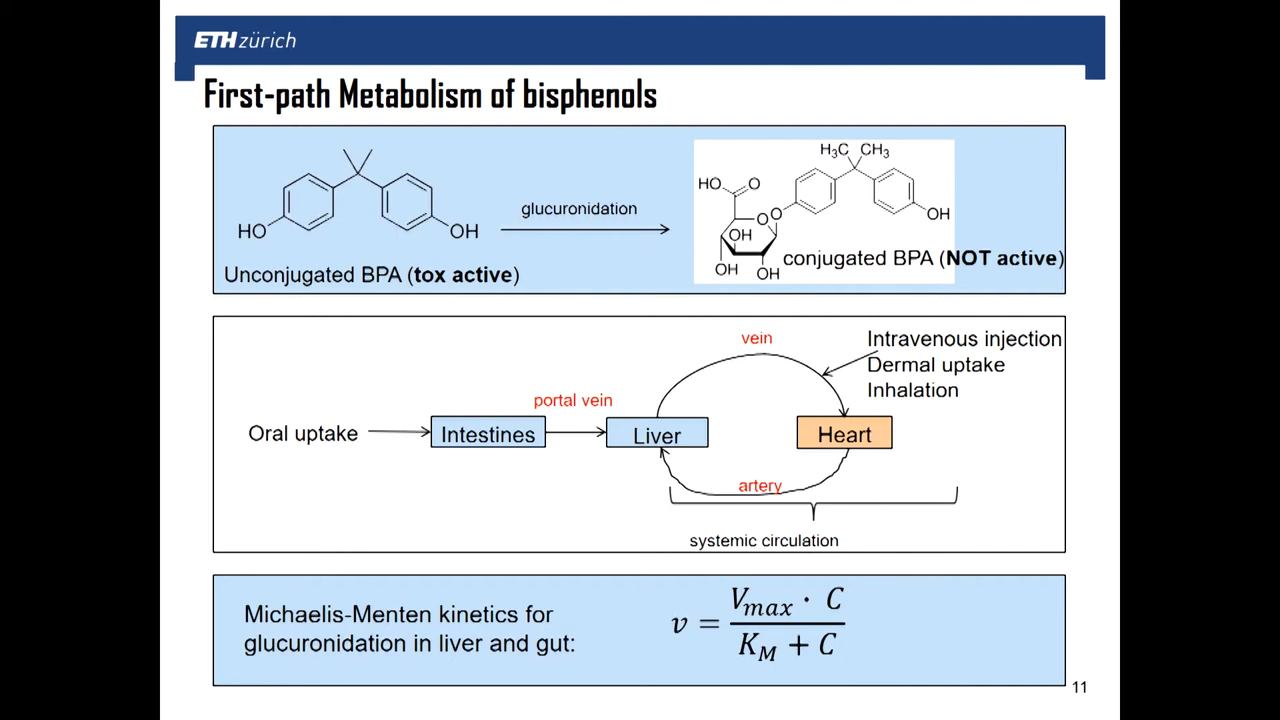 ETH zürich
First-path Metabolism of bisphenols
HO
OH
Unconjugated BPA (tox active)
glucuronidation
H₃C CH₃
HO
O
O
O
OH
OH
OH
OH
conjugated BPA (NOT active)
vein
Intravenous injection
Dermal uptake
Inhalation
portal vein
Oral uptake
Intestines
Liver
Heart
artery
systemic circulation
Michaelis-Menten kinetics for
glucuronidation in liver and gut:
v = Vmax · C / KM + C
11